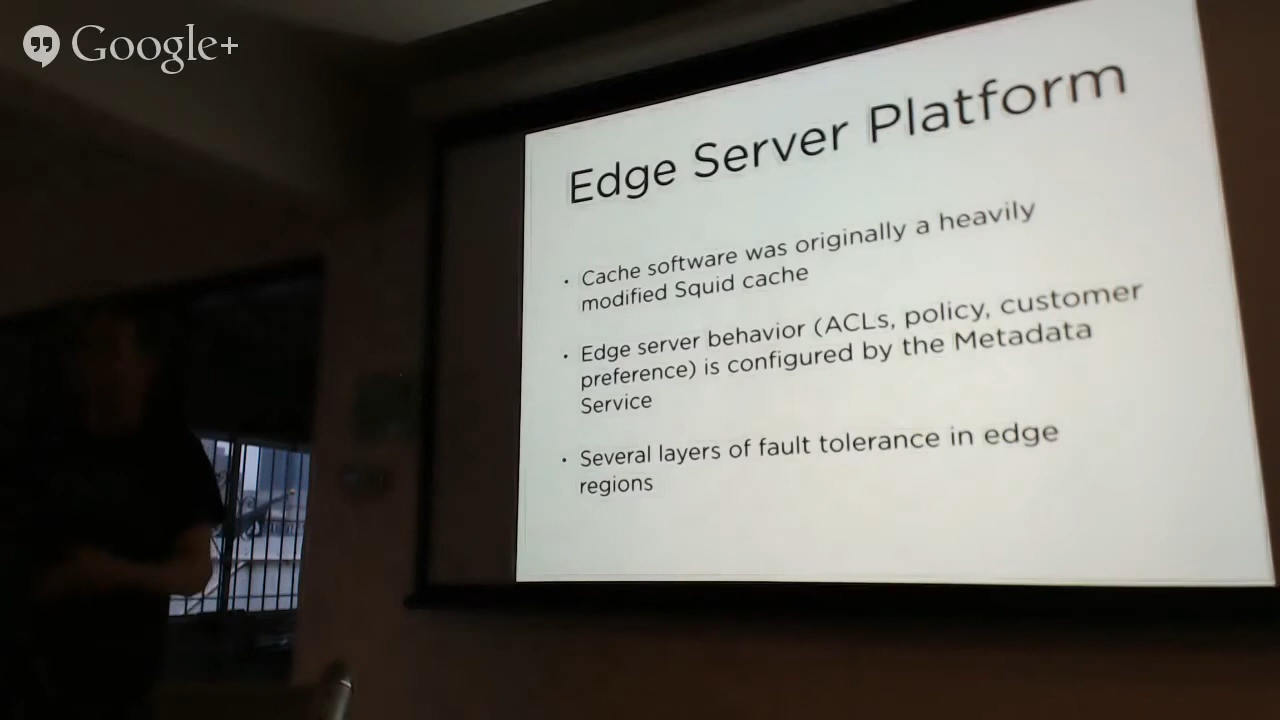 Google+
Edge Server Platform
· Cache software was originally a heavily
modified Squid cache
· Edge server behavior (ACLs, policy, customer
preference) is configured by the Metadata
Service
· Several layers of fault tolerance in edge
regions